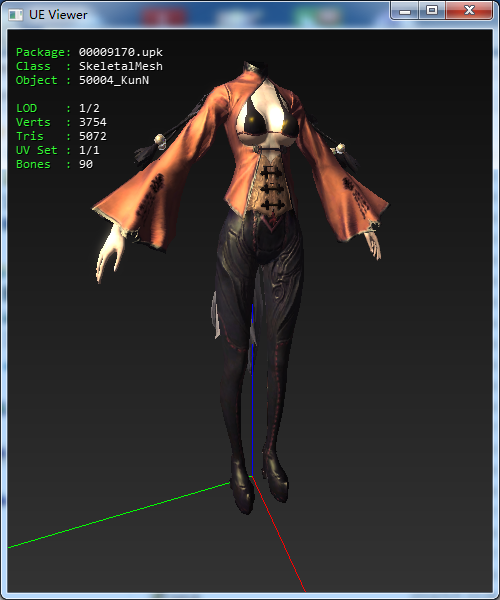 UE Viewer
Package: 00009170.upk
Class : SkeletalMesh
Object : 50004_KunN
LOD : 1/2
Verts : 3754
Tris : 5072
UV Set : 1/1
Bones : 90